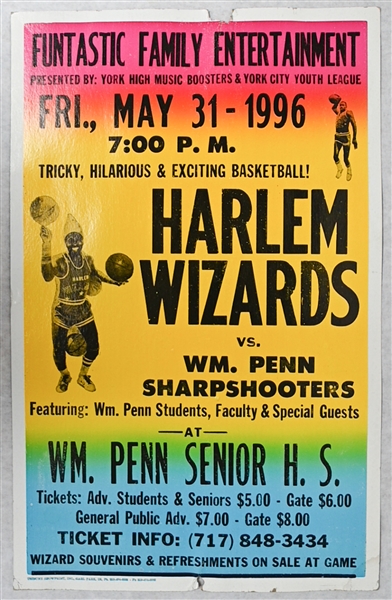 FUNTASTIC FAMILY ENTERTAINMENT
PRESENTED BY: YORK HIGH MUSIC BOOSTERS & YORK CITY YOUTH LEAGUE
FRI., MAY 31 - 1996
7:00 P. M.
TRICKY, HILARIOUS & EXCITING BASKETBALL!
HARLEM
WIZARDS
HARLEM
VS.
WM. PENN
SHARPSHOOTERS
Featuring: Wm. Penn Students, Faculty & Special Guests
—AT—
WM. PENN SENIOR H. S.
Tickets: Adv. Students & Seniors $5.00 - Gate $6.00
General Public Adv. $7.00 - Gate $8.00
TICKET INFO: (717) 848-3434
WIZARD SOUVENIRS & REFRESHMENTS ON SALE AT GAME